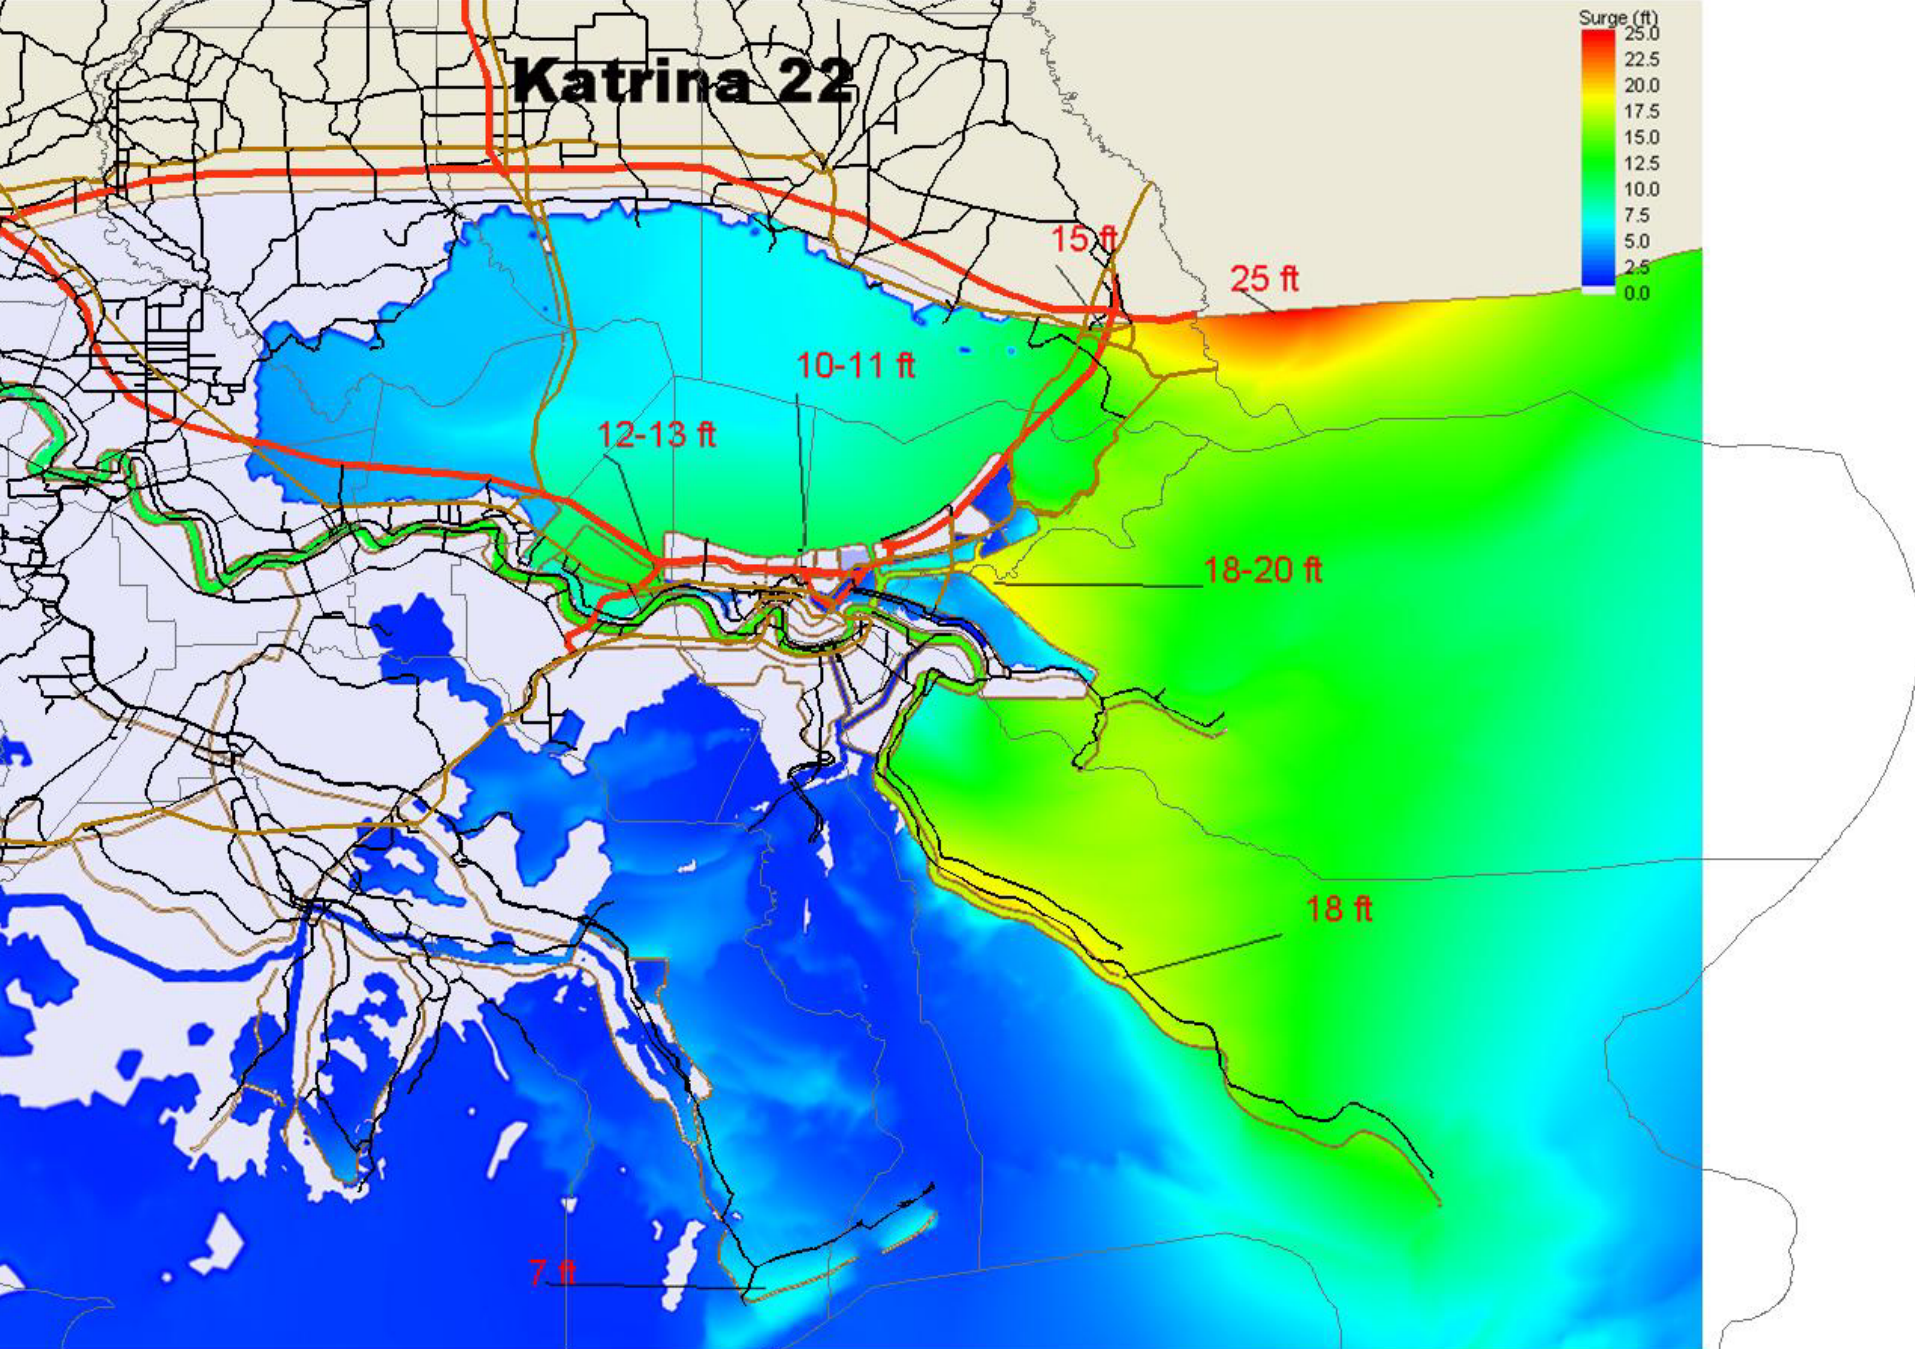 Surge (ft)
25.0
22.5
20.0
17.5
15.0
12.5
10.0
7.5
5.0
2.5
0.0
Katrina 22
15 ft
25 ft
10-11 ft
12-13 ft
18-20 ft
18 ft
7 ft